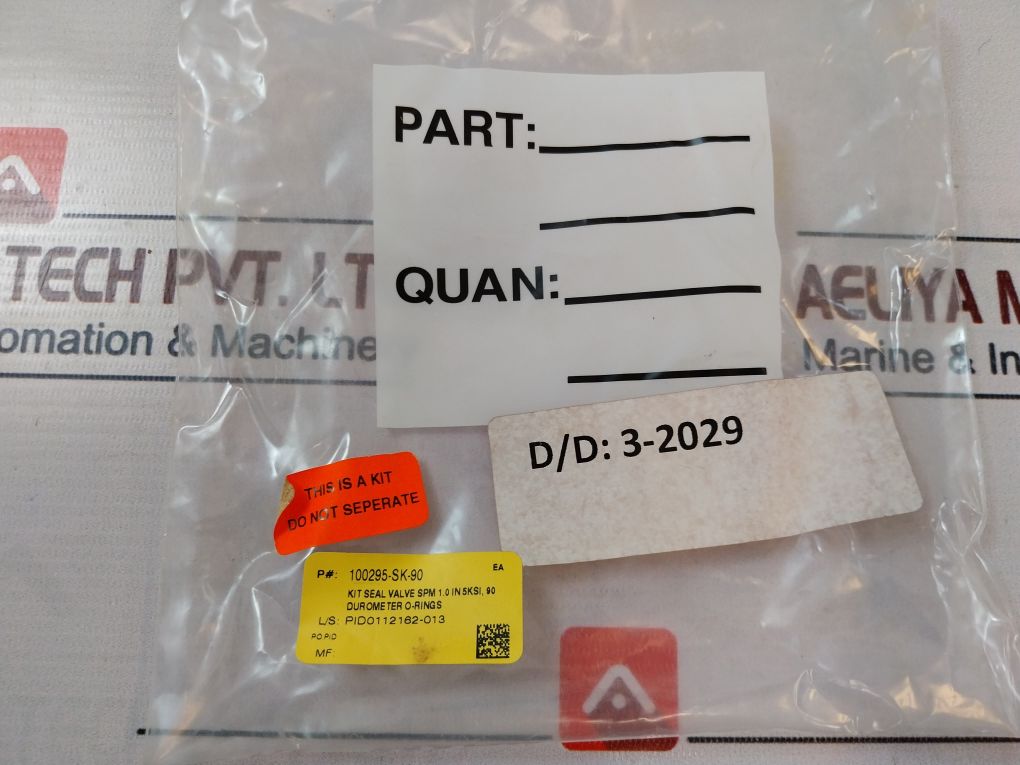 PART:
QUAN:
TECH PVT. LT
omation & Machine
AELIYA M
Marine & In
D/D: 3-2029
THIS IS A KIT
DO NOT SEPERATE
P#: 100295-SK-90 EA
KIT SEAL VALVE SPM 1.0 IN 5KSI, 90
DUROMETER O-RINGS
L/S: PID0112162-013
PO PID
MF: